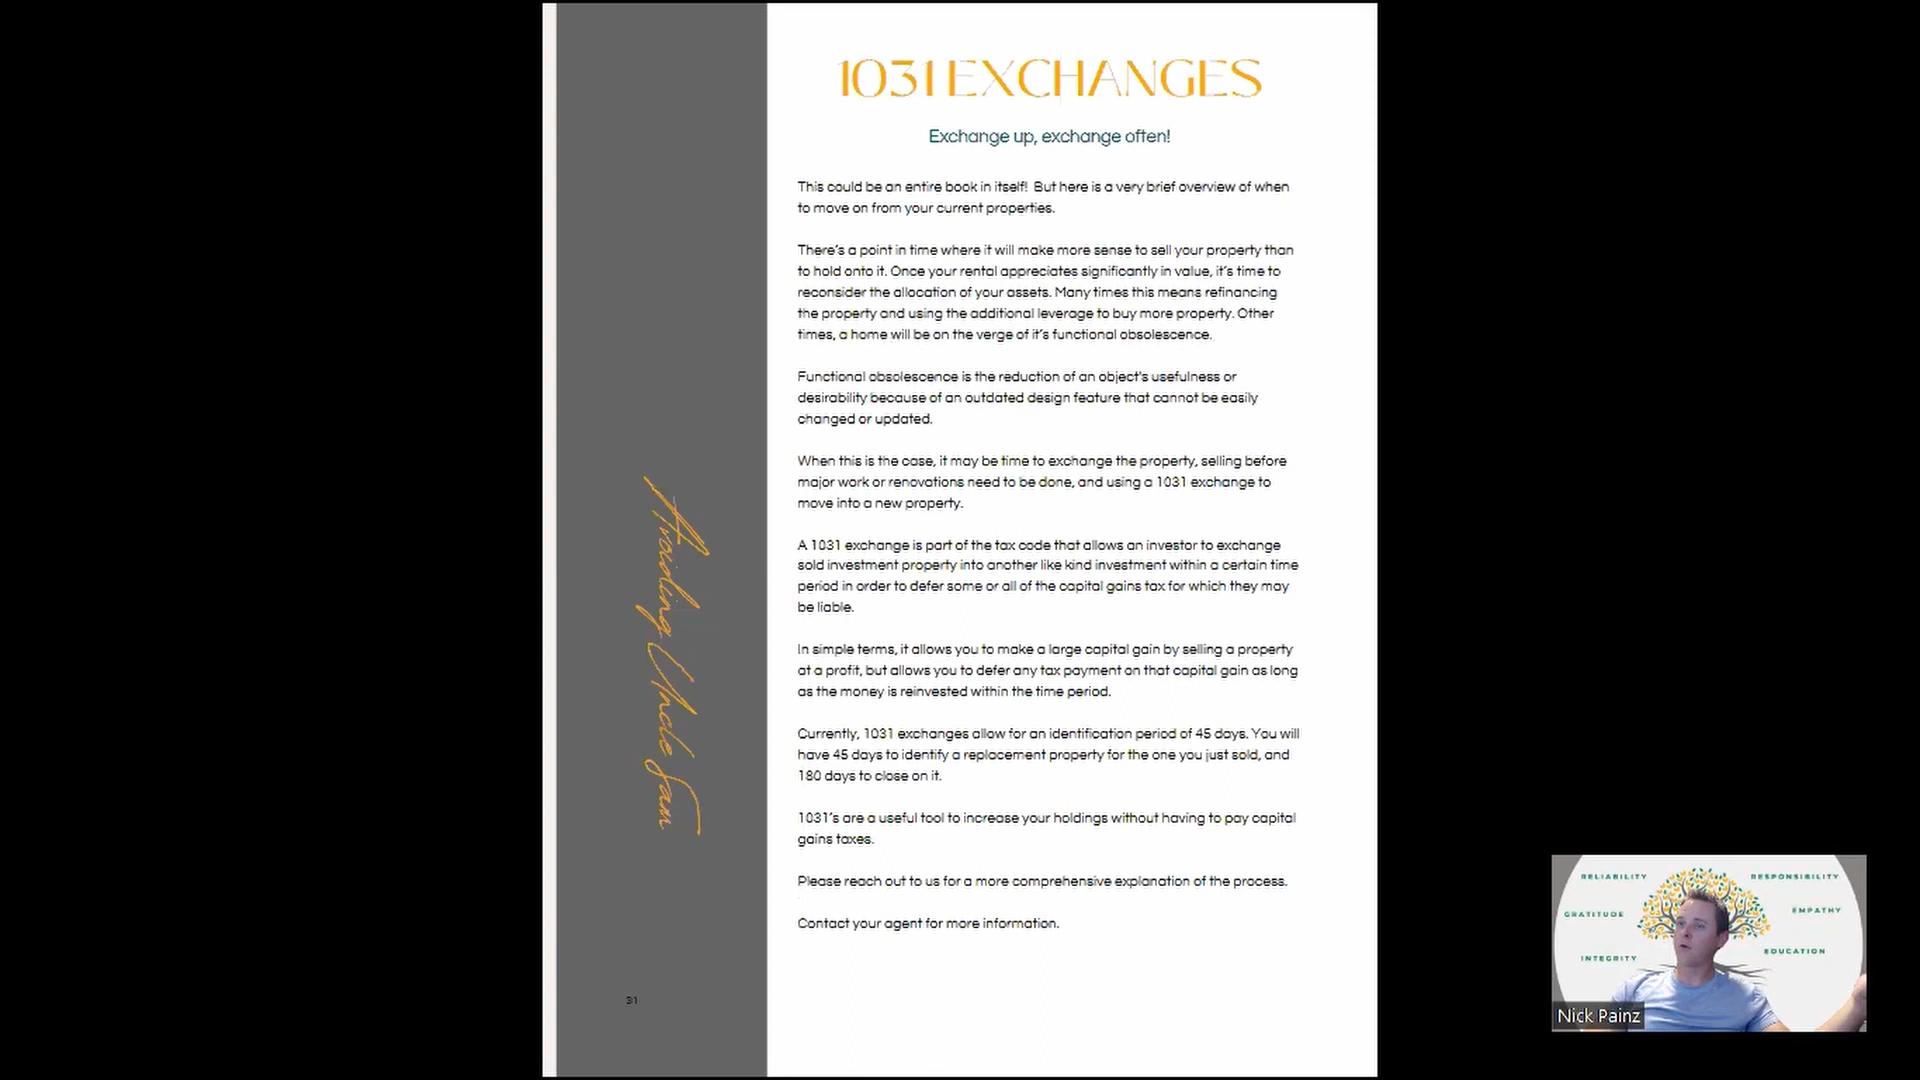 1031 EXCHANGES
Exchange up, exchange often!
This could be an entire book in itself! But here is a very brief overview of when
to move on from your current properties.
There's a point in time where it will make more sense to sell your property than
to hold onto it. Once your rental appreciates significantly in value, it's time to
reconsider the allocation of your assets. Many times this means refinancing
the property and using the additional leverage to buy more property. Other
times, a home will be on the verge of it's functional obsolescence.
Functional obsolescence is the reduction of an object's usefulness or
desirability because of an outdated design feature that cannot be easily
changed or updated.
When this is the case, it may be time to exchange the property, selling before
major work or renovations need to be done, and using a 1031 exchange to
move into a new property.
A 1031 exchange is part of the tax code that allows an investor to exchange
sold investment property into another like kind investment within a certain time
period in order to defer some or all of the capital gains tax for which they may
be liable.
In simple terms, it allows you to make a large capital gain by selling a property
at a profit, but allows you to defer any tax payment on that capital gain as long
as the money is reinvested within the time period.
Currently, 1031 exchanges allow for an identification period of 45 days. You will
have 45 days to identify a replacement property for the one you just sold, and
180 days to close on it.
1031's are a useful tool to increase your holdings without having to pay capital
gains taxes.
Please reach out to us for a more comprehensive explanation of the process.
Contact your agent for more information.
Avoiding Uncle Sam
31
RELIABILITY
RESPONSIBILITY
GRATITUDE
EMPATHY
INTEGRITY
EDUCATION
Nick Painz